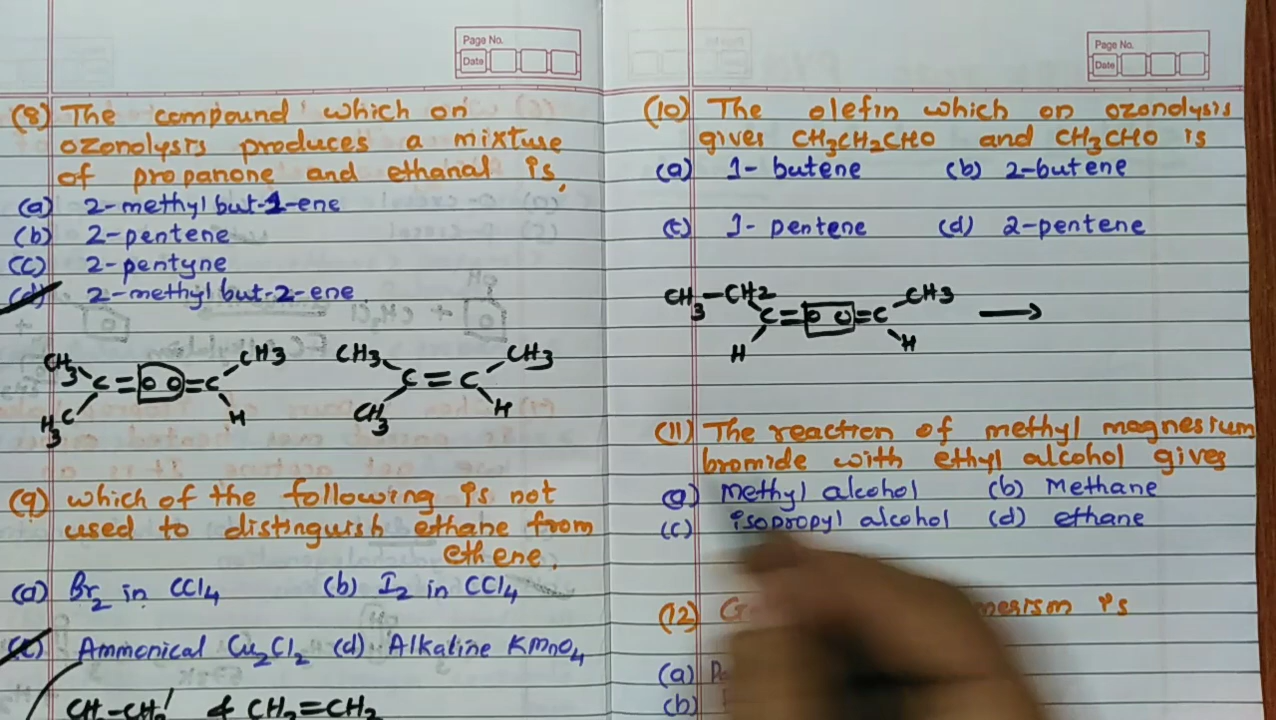 Page No.
Date
(8) The compound which on
ozonolysis produces a mixture
of propanone and ethanal is,
(a) 2-methylbut-1-ene
(b) 2-pentene
(c) 2-pentyne
(d) 2-methylbut-2-ene
CH3 CH3 CH3 CH3
C=O O=C C=C
H3C H CH3 H
(9) which of the following is not
used to distinguish ethane from
ethene.
(a) Br2 in CCl4 (b) I2 in CCl4
(c) Ammonical Cu2Cl2 (d) Alkaline KMnO4
& CH2=CH2
Page No.
Date
(10) The olefin which on ozonolysis
gives CH3CH2CHO and CH3CHO is
(a) 1-butene (b) 2-butene
(c) 1-pentene (d) 2-pentene
CH3-CH2 CH3
C=O O=C →
H H
(11) The reaction of methyl magnesium
bromide with ethyl alcohol gives
(a) methyl alcohol (b) Methane
(c) isopropyl alcohol (d) ethane
(12) is
(a)
(b)